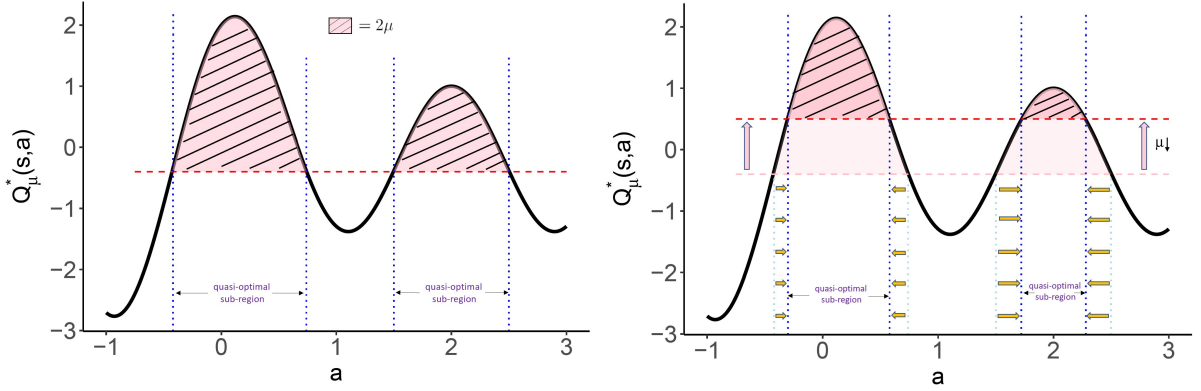 = 2μ
2
1
0
−1
−2
−3
Q*μ(s,a)
quasi-optimal
sub-region
quasi-optimal
sub-region
−1 0 1 2 3
a
2
1
0
−1
−2
−3
Q*μ(s,a)
μ↓
quasi-optimal
sub-region
quasi-optimal
sub-region
−1 0 1 2 3
a